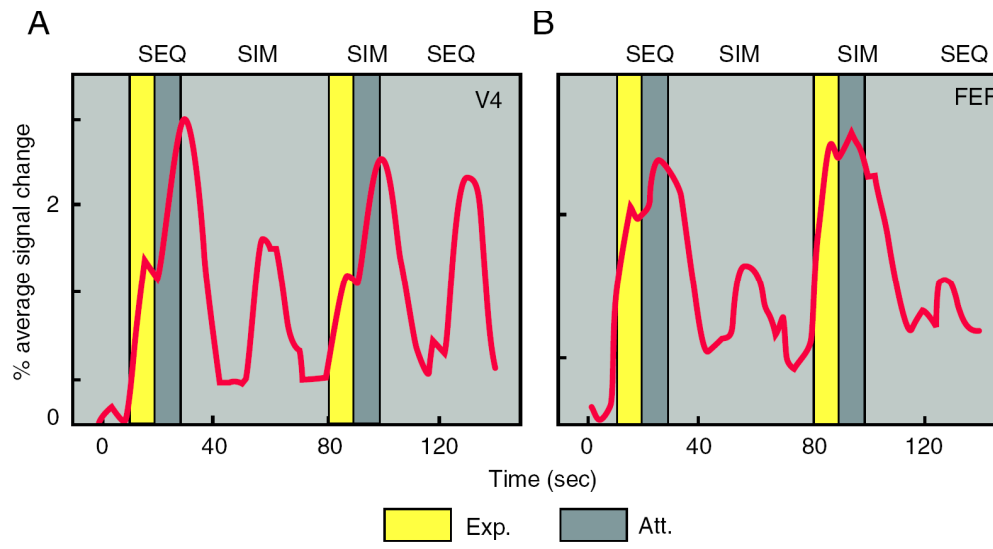 A
B
SEQ SIM SIM SEQ
SEQ SIM SIM SEQ
V4
FEF
% average signal change
2
0
0 40 80 120
0 40 80 120
Time (sec)
Exp. Att.